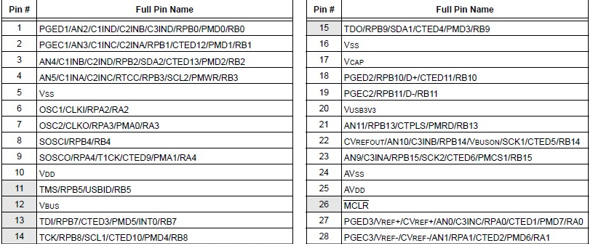 Pin # Full Pin Name
1 PGED1/AN2/C1IND/C2INB/C3IND/RPB0/PMD0/RB0
2 PGEC1/AN3/C1INC/C2INA/RPB1/CTED12/PMD1/RB1
3 AN4/C1INB/C2IND/RPB2/SDA2/CTED13/PMD2/RB2
4 AN5/C1INA/C2INC/RTCC/RPB3/SCL2/PMWR/RB3
5 VSS
6 OSC1/CLKI/RPA2/RA2
7 OSC2/CLKO/RPA3/PMA0/RA3
8 SOSCI/RPB4/RB4
9 SOSCO/RPA4/T1CK/CTED9/PMA1/RA4
10 VDD
11 TMS/RPB5/USBID/RB5
12 VBUS
13 TDI/RPB7/CTED3/PMD5/INT0/RB7
14 TCK/RPB8/SCL1/CTED10/PMD4/RB8
Pin # Full Pin Name
15 TDO/RPB9/SDA1/CTED4/PMD3/RB9
16 VSS
17 VCAP
18 PGED2/RPB10/D+/CTED11/RB10
19 PGEC2/RPB11/D-/RB11
20 VUSB3V3
21 AN11/RPB13/CTPLS/PMRD/RB13
22 CVREFOUT/AN10/C3INB/RPB14/VBUSON/SCK1/CTED5/RB14
23 AN9/C3INA/RPB15/SCK2/CTED6/PMCS1/RB15
24 AVSS
25 AVDD
26 MCLR
27 PGED3/VREF+/CVREF+/AN0/C3INC/RPA0/CTED1/PMD7/RA0
28 PGEC3/VREF-/CVREF-/AN1/RPA1/CTED2/PMD6/RA1